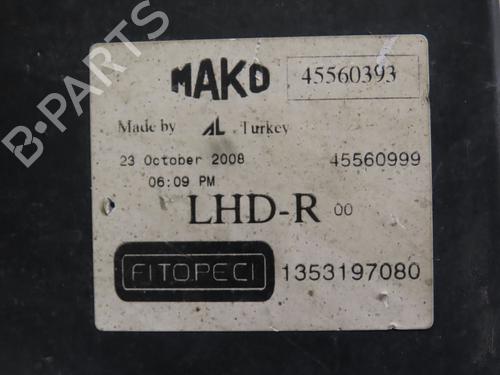 B-PARTS
MAKO 45560393
Made by AL Turkey
23 October 2008 45560999
06:09 PM
LHD-R 00
FITOPECI 1353197080